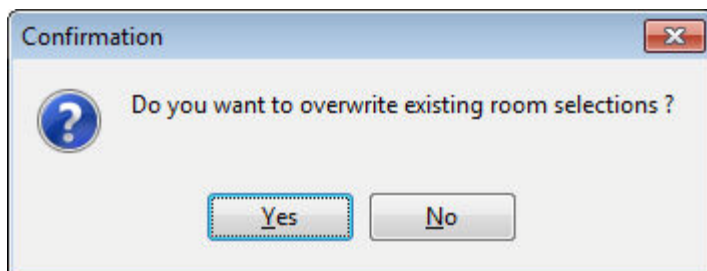 Confirmation
Do you want to overwrite existing room selections ?
Yes
No